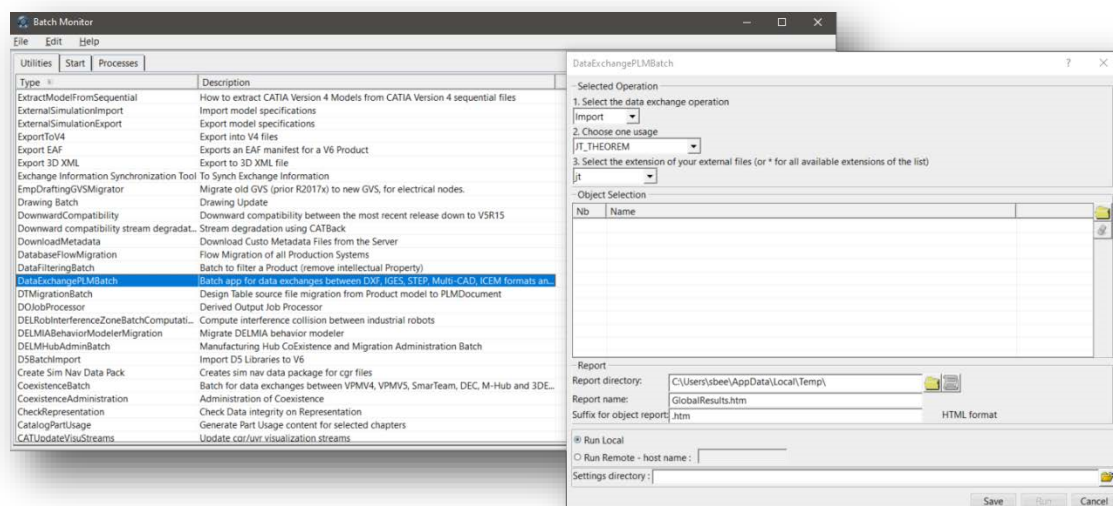 Batch Monitor
File Edit Help
Utilities Start Processes
Type Description
ExtractModelFromSequential How to extract CATIA Version 4 Models from CATIA Version 4 sequential files
ExternalSimulationImport Import model specifications
ExternalSimulationExport Export model specifications
ExportToV4 Export into V4 files
Export EAF Exports an EAF manifest for a V6 Product
Export 3D XML Export to 3D XML file
Exchange Information Synchronization Tool To Synch Exchange Information
EmpDraftingGVSMigrator Migrate old GVS (prior R2017x) to new GVS, for electrical nodes.
Drawing Batch Drawing Update
DownwardCompatibility Downward compatibility between the most recent release down to V5R15
Downward compatibility stream degradat... Stream degradation using CATBack
DownloadMetadata Download Custo Metadata Files from the Server
DatabaseFlowMigration Flow Migration of all Production Systems
DataFilteringBatch Batch to filter a Product (remove intellectual Property)
DataExchangePLMBatch Batch app for data exchanges between DXF, IGES, STEP, Multi-CAD, ICEM formats an...
DTMigrationBatch Design Table source file migration from Product model to PLMDocument
DOJobProcessor Derived Output Job Processor
DELRobInterferenceZoneBatchComputati... Compute interference collision between industrial robots
DELMIABehaviorModelerMigration Migrate DELMIA behavior modeler
DELMHubAdminBatch Manufacturing Hub CoExistence and Migration Administration Batch
D5BatchImport Import D5 Libraries to V6
Create Sim Nav Data Pack Creates sim nav data package for cgr files
CoexistenceBatch Batch for data exchanges between VPMV4, VPMV5, SmarTeam, DEC, M-Hub and 3DE...
CoexistenceAdministration Administration of Coexistence
CheckRepresentation Check Data integrity on Representation
CatalogPartUsage Generate Part Usage content for selected chapters
CATUpdateVisuStreams Update cgr/uvr visualization streams
DataExchangePLMBatch ?
Selected Operation
1. Select the data exchange operation
Import
2. Choose one usage
JT_THEOREM
3. Select the extension of your external files (or * for all available extensions of the list)
jt
Object Selection
Nb Name
Report
Report directory: C:\Users\sbee\AppData\Local\Temp\
Report name: GlobalResults.htm
Suffix for object report: .htm HTML format
Run Local
Run Remote - host name :
Settings directory :
Save Run Cancel